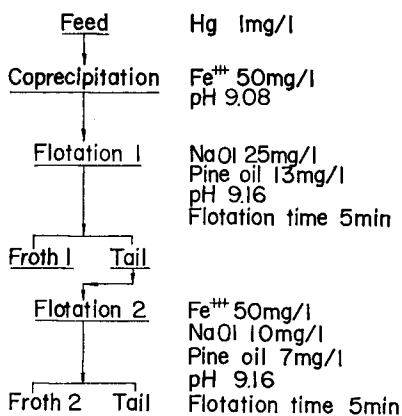 Feed Hg 1mg/l
Coprecipitation Fe⁺⁺⁺ 50mg/l
pH 9.08
Flotation 1 NaOl 25mg/l
Pine oil 13mg/l
pH 9.16
Flotation time 5min
Froth 1 Tail
Flotation 2 Fe⁺⁺⁺ 50mg/l
NaOl 10mg/l
Pine oil 7mg/l
pH 9.16
Froth 2 Tail Flotation time 5min